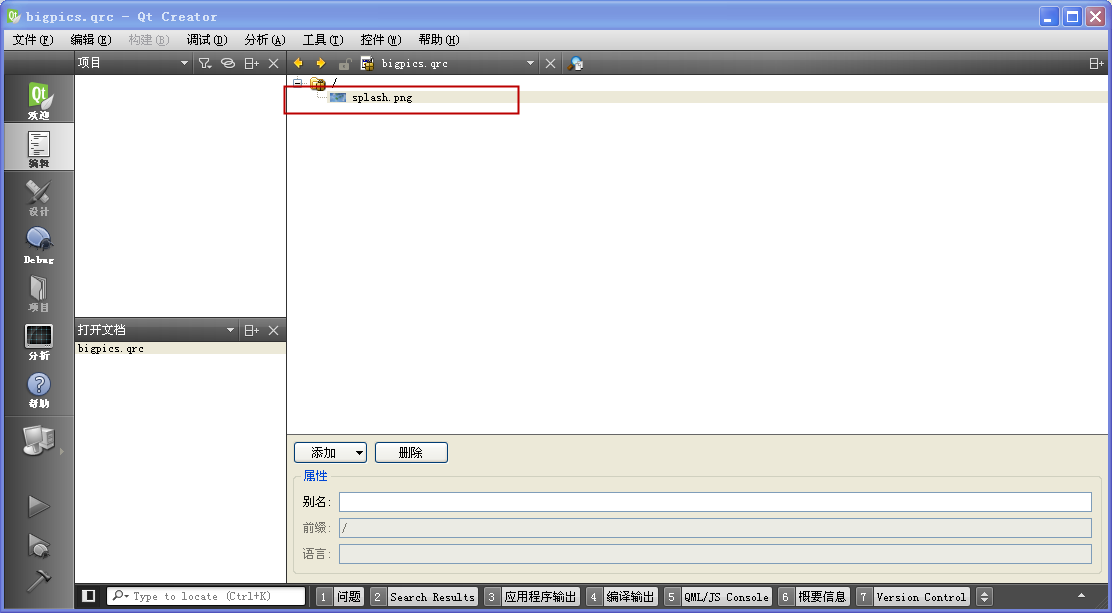 bigpics.qrc - Qt Creator
文件(F) 编辑(E) 构建(B) 调试(D) 分析(A) 工具(T) 控件(W) 帮助(H)
项目 bigpics.qrc
/
splash.png
Qt
欢迎
编辑
设计
Debug
项目
分析
帮助
打开文档
bigpics.qrc
添加 删除
属性
别名:
前缀: /
语言:
Type to locate (Ctrl+K) 1 问题 2 Search Results 3 应用程序输出 4 编译输出 5 QML/JS Console 6 概要信息 7 Version Control